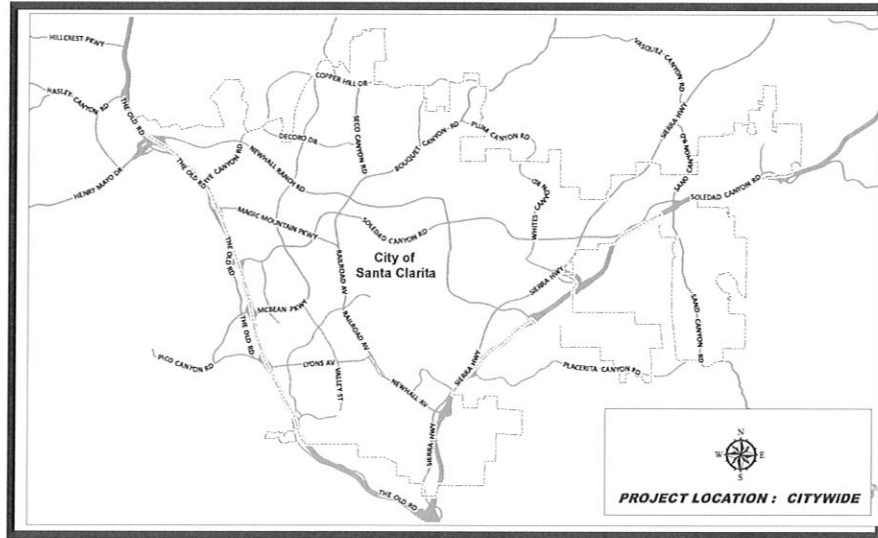 HILLCREST PKWY
HASLEY CANYON RD
THE OLD RD
HENRY MAYO DR
THE OLD RD
COPPER HILL DR
DECORO DR
SECO CANYON RD
NEWHALL RANCH RD
BOUQUET CANYON RD
PLUM CANYON RD
VASQUEZ CANYON RD
SIERRA HWY
SAND CANYON RD
SOLEDAD CANYON RD
WHITES CANYON RD
MAGIC MOUNTAIN PKWY
SOLEDAD CANYON RD
THE OLD RD
RAILROAD AV
City of
Santa Clarita
SIERRA HWY
MCBEAN PKWY
THE OLD RD
RAILROAD AV
PICO CANYON RD
LYONS AV
VALLEY ST
NEWHALL AV
SIERRA HWY
PLACERITA CANYON RD
SAND CANYON RD
SIERRA HWY
THE OLD RD
N
W E
S
PROJECT LOCATION : CITYWIDE